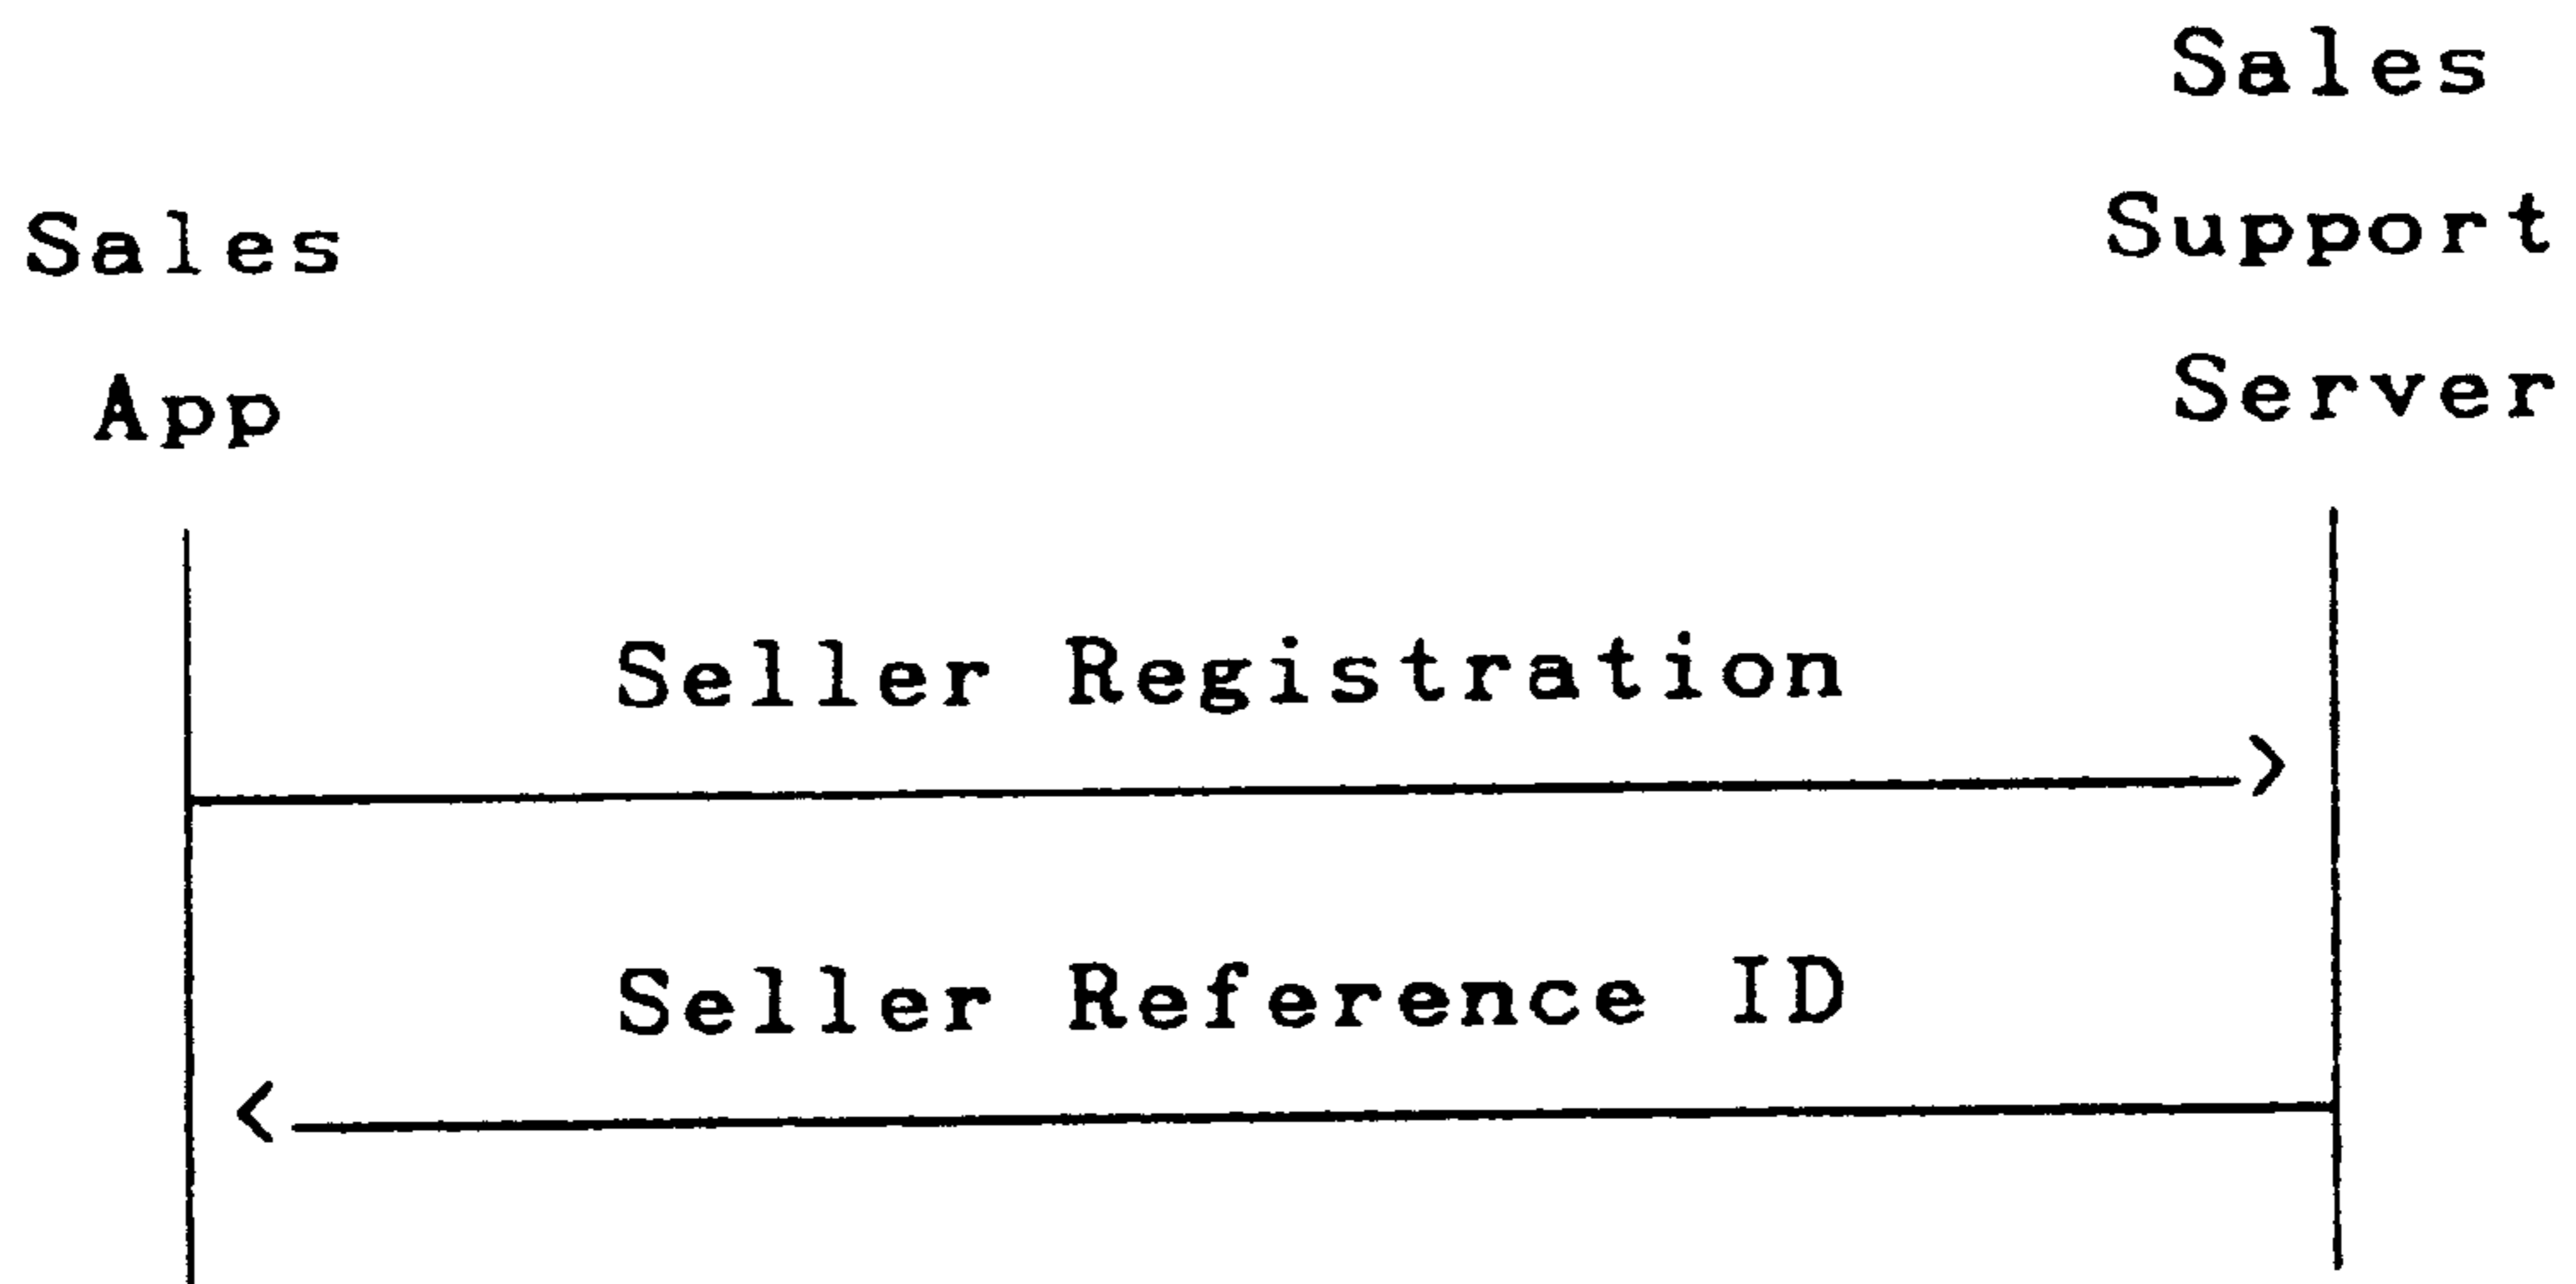 Sales
App
Sales
Support
Server
Seller Registration
Seller Reference ID